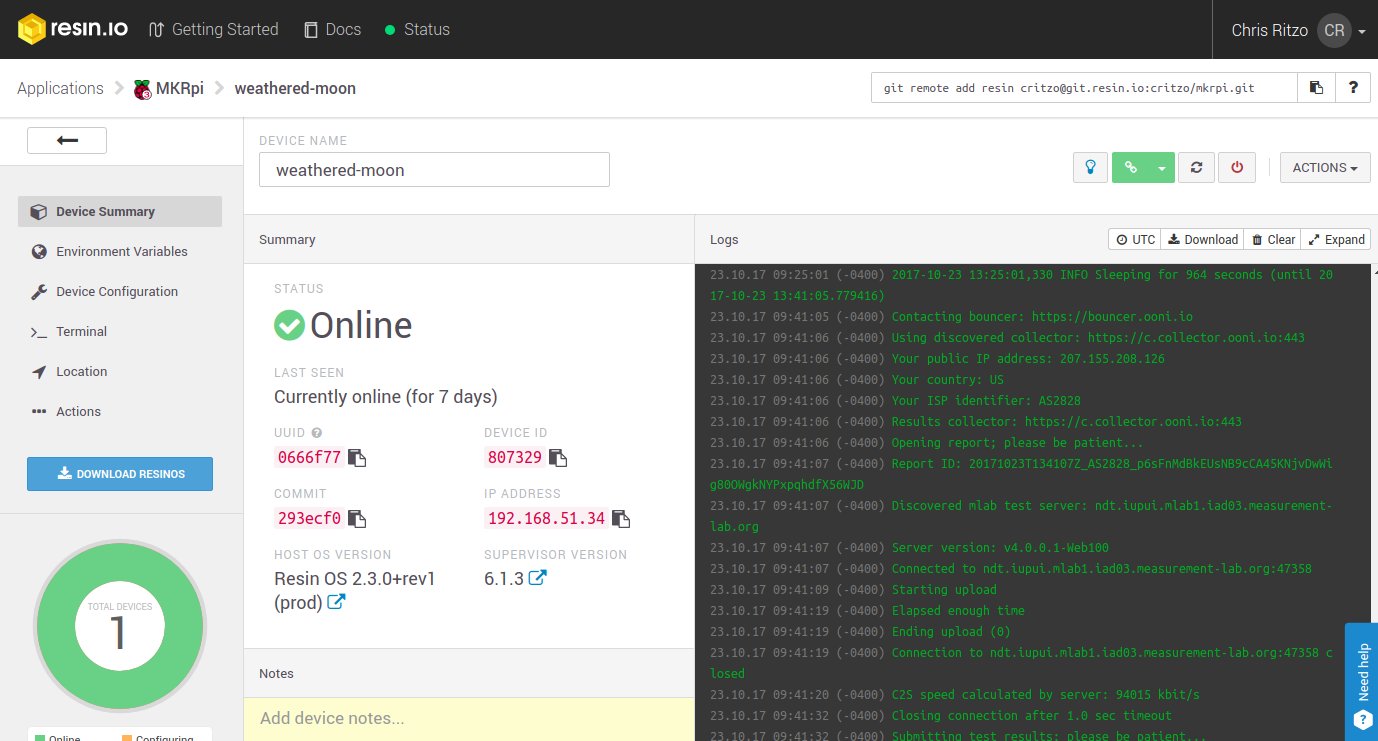 resin.io Getting Started Docs Status Chris Ritzo CR
Applications MKRpi weathered-moon git remote add resin critzo@git.resin.io:critzo/mkrpi.git ?
DEVICE NAME
weathered-moon
ACTIONS
Device Summary
Environment Variables
Device Configuration
Terminal
Location
Actions
DOWNLOAD RESINOS
TOTAL DEVICES
1
Online Configuring
Summary
STATUS
Online
LAST SEEN
Currently online (for 7 days)
UUID ? DEVICE ID
0666f77 807329
COMMIT IP ADDRESS
293ecf0 192.168.51.34
HOST OS VERSION SUPERVISOR VERSION
Resin OS 2.3.0+rev1 6.1.3
(prod)
Notes
Add device notes...
Logs UTC Download Clear Expand
23.10.17 09:25:01 (-0400) 2017-10-23 13:25:01,330 INFO Sleeping for 964 seconds (until 20
17-10-23 13:41:05.779416)
23.10.17 09:41:05 (-0400) Contacting bouncer: https://bouncer.ooni.io
23.10.17 09:41:06 (-0400) Using discovered collector: https://c.collector.ooni.io:443
23.10.17 09:41:06 (-0400) Your public IP address: 207.155.208.126
23.10.17 09:41:06 (-0400) Your country: US
23.10.17 09:41:06 (-0400) Your ISP identifier: AS2828
23.10.17 09:41:06 (-0400) Results collector: https://c.collector.ooni.io:443
23.10.17 09:41:06 (-0400) Opening report; please be patient...
23.10.17 09:41:07 (-0400) Report ID: 20171023T134107Z_AS2828_p6sFnMdBkEUsNB9cCA45KNjvDwWi
g80OWgkNYPxpqhdfX56WJD
23.10.17 09:41:07 (-0400) Discovered mlab test server: ndt.iupui.mlab1.iad03.measurement-
lab.org
23.10.17 09:41:07 (-0400) Server version: v4.0.0.1-Web100
23.10.17 09:41:07 (-0400) Connected to ndt.iupui.mlab1.iad03.measurement-lab.org:47358
23.10.17 09:41:09 (-0400) Starting upload
23.10.17 09:41:19 (-0400) Elapsed enough time
23.10.17 09:41:19 (-0400) Ending upload (0)
23.10.17 09:41:19 (-0400) Connection to ndt.iupui.mlab1.iad03.measurement-lab.org:47358 c
losed
23.10.17 09:41:20 (-0400) C2S speed calculated by server: 94015 kbit/s
23.10.17 09:41:32 (-0400) Closing connection after 1.0 sec timeout
23.10.17 09:41:32 (-0400) Submitting test results; please be patient...
Need help
?